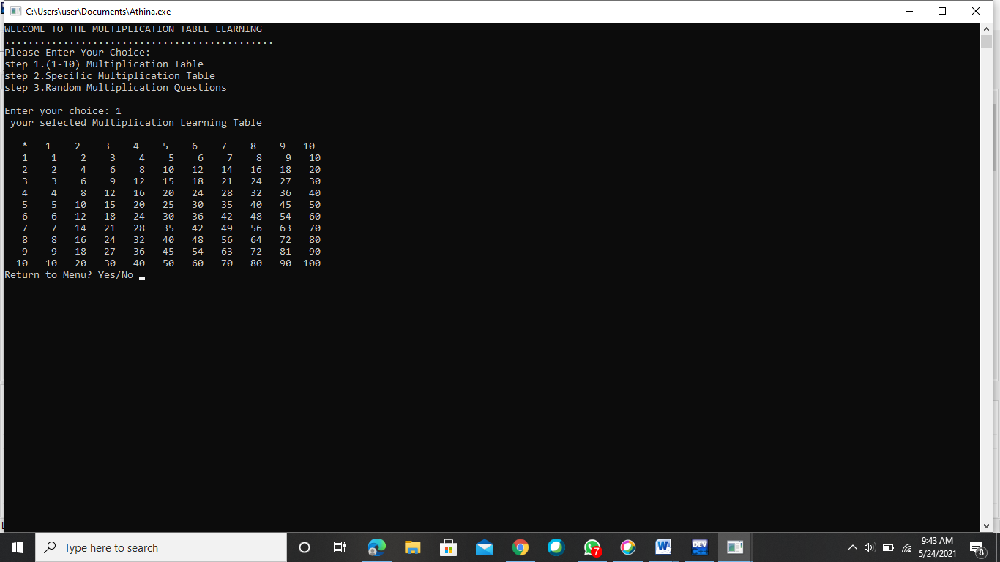 C:\Users\user\Documents\Athina.exe
WELCOME TO THE MULTIPLICATION TABLE LEARNING
..............................................
Please Enter Your Choice:
step 1.(1-10) Multiplication Table
step 2.Specific Multiplication Table
step 3.Random Multiplication Questions
Enter your choice: 1
your selected Multiplication Learning Table
* 1 2 3 4 5 6 7 8 9 10
1 1 2 3 4 5 6 7 8 9 10
2 2 4 6 8 10 12 14 16 18 20
3 3 6 9 12 15 18 21 24 27 30
4 4 8 12 16 20 24 28 32 36 40
5 5 10 15 20 25 30 35 40 45 50
6 6 12 18 24 30 36 42 48 54 60
7 7 14 21 28 35 42 49 56 63 70
8 8 16 24 32 40 48 56 64 72 80
9 9 18 27 36 45 54 63 72 81 90
10 10 20 30 40 50 60 70 80 90 100
Return to Menu? Yes/No
Type here to search
7
W
DEV
9:43 AM
5/24/2021
8